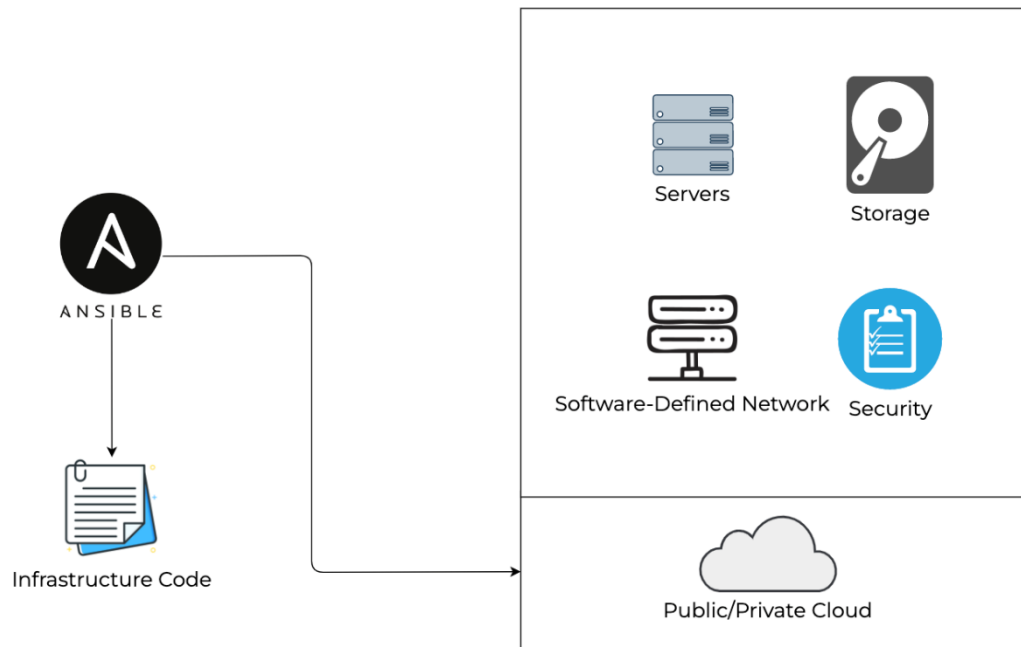 Servers
Storage
ANSIBLE
Software-Defined Network
Security
Infrastructure Code
Public/Private Cloud